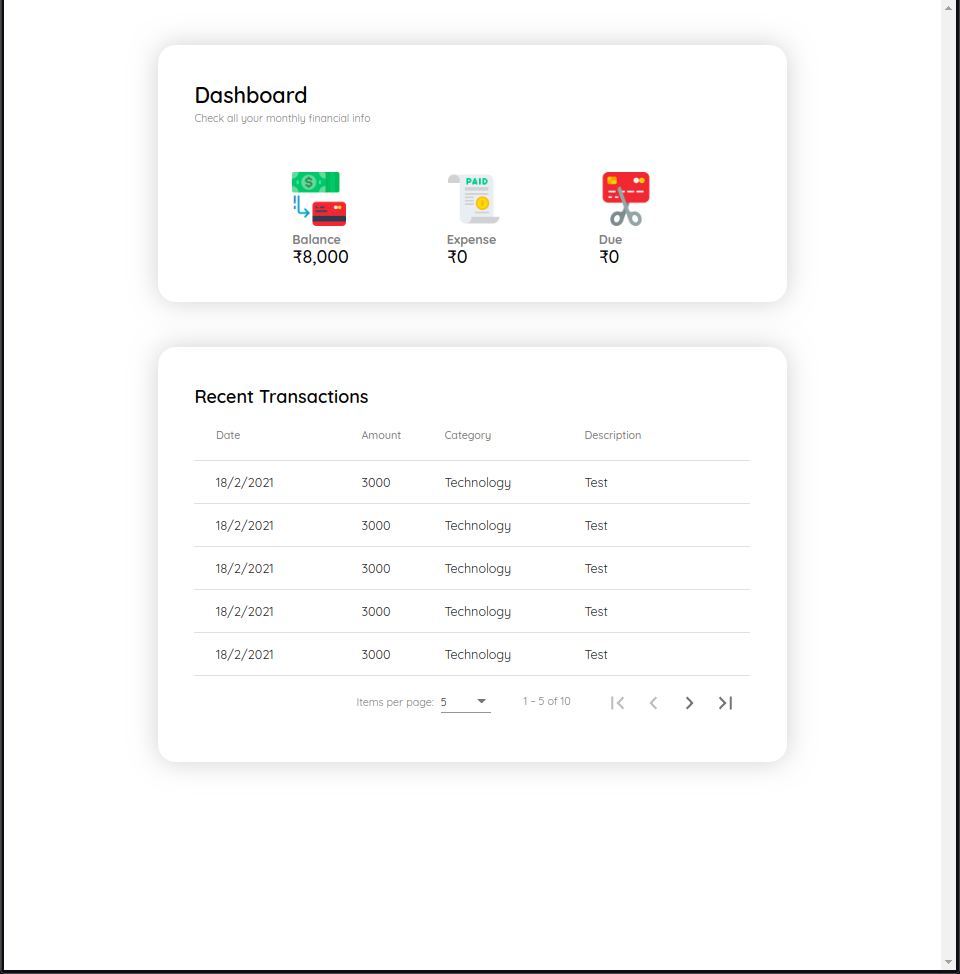 Dashboard
Check all your monthly financial info
PAID
Balance Expense Due
₹8,000 ₹0 ₹0
Recent Transactions
Date Amount Category Description
18/2/2021 3000 Technology Test
18/2/2021 3000 Technology Test
18/2/2021 3000 Technology Test
18/2/2021 3000 Technology Test
18/2/2021 3000 Technology Test
Items per page: 5 1 – 5 of 10